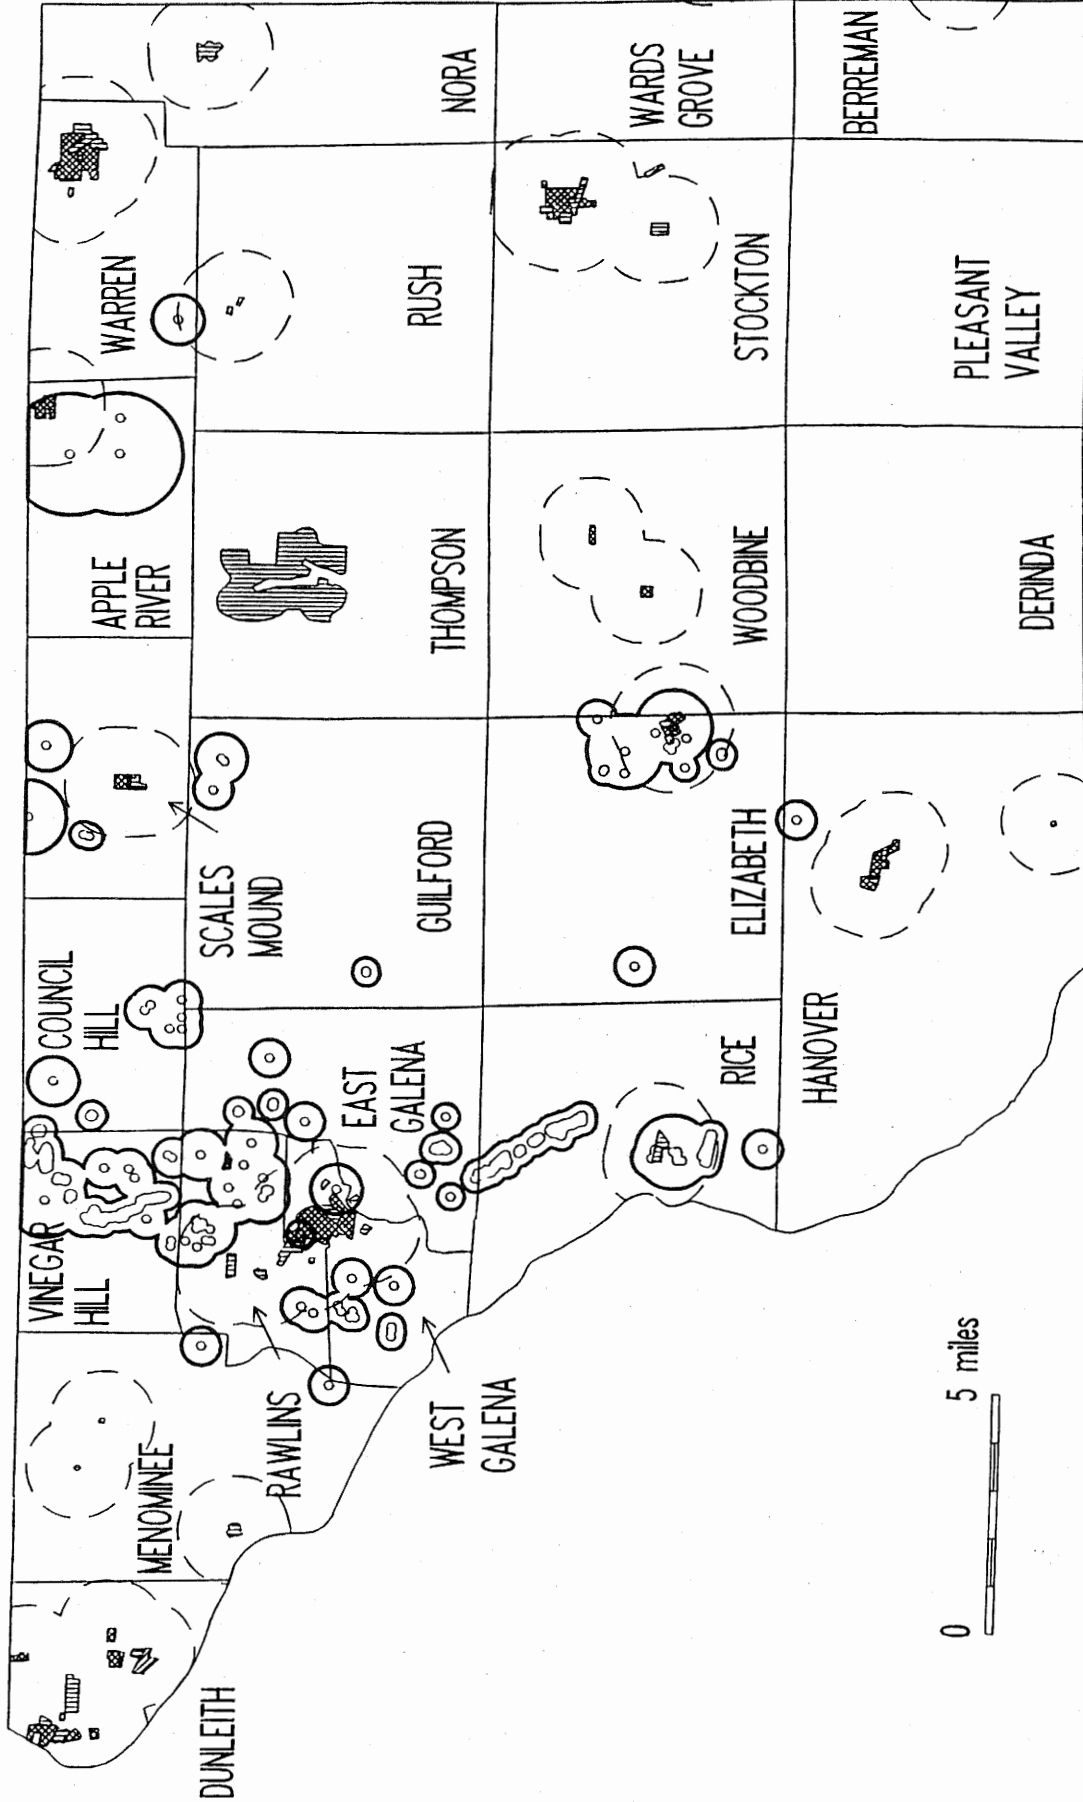 DUNLEITH
MENOMINEE
VINEGAR
HILL
COUNCIL
HILL
SCALES
MOUND
APPLE
RIVER
WARREN
NORA
RUSH
THOMPSON
GUILFORD
EAST
GALENA
RAWLINS
WEST
GALENA
RICE
ELIZABETH
WOODBINE
STOCKTON
WARDS
GROVE
BERREMAN
PLEASANT
VALLEY
DERINDA
HANOVER
0 5 miles